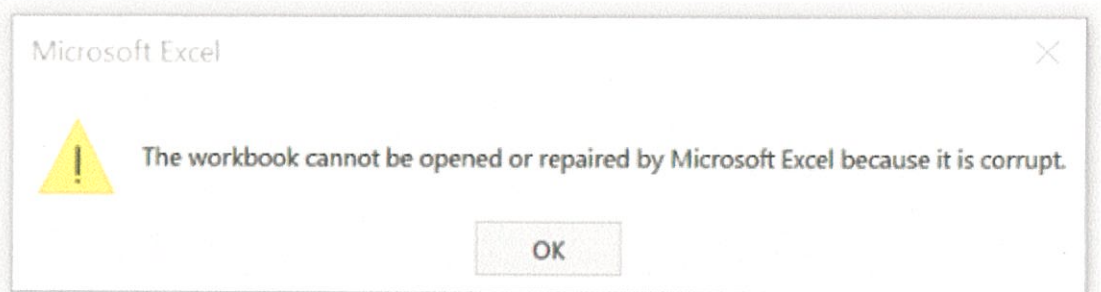 Microsoft Excel
The workbook cannot be opened or repaired by Microsoft Excel because it is corrupt.
OK